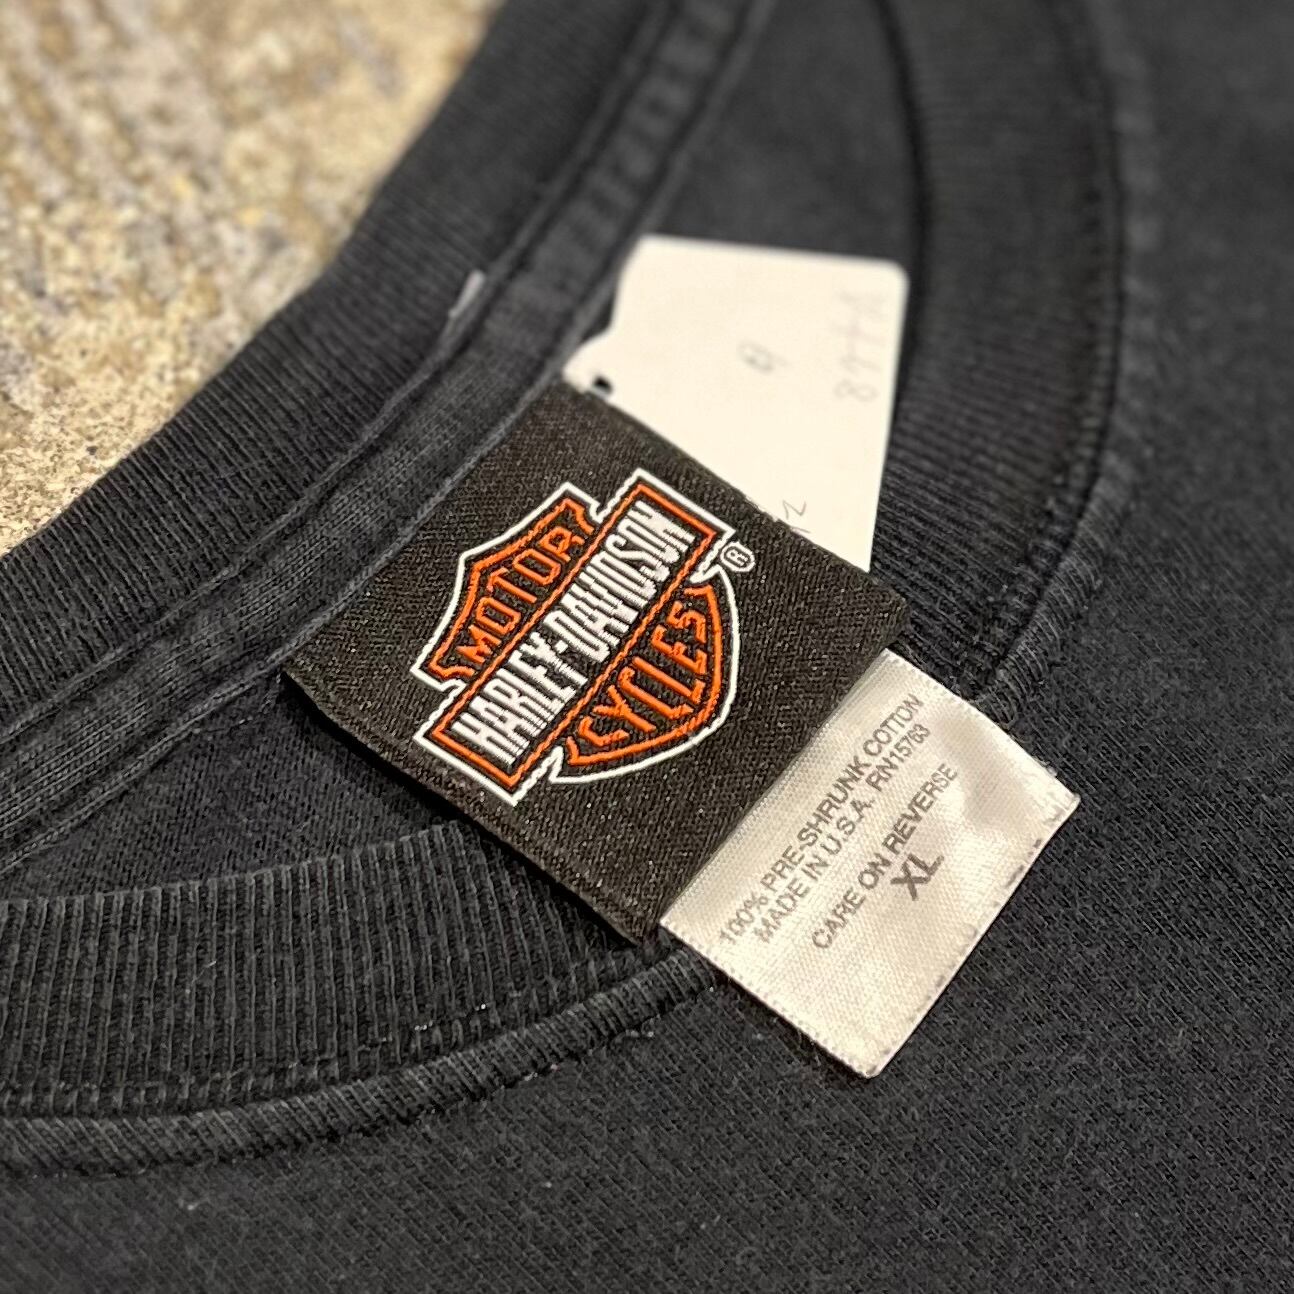 MOTOR
HARLEY-DAVIDSON
®
CYCLES
100% PRE-SHRUNK COTTON
MADE IN U.S.A. RN15763
CARE ON REVERSE
XL